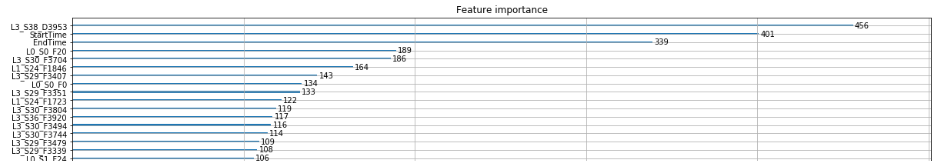 Feature importance
L3_S38_D3953 456
StartTime 401
EndTime 339
L0_S0_F20 189
L3_S30_F3704 186
L1_S24_F1846 164
L3_S29_F3407 143
L0_S0_F0 134
L3_S29_F3351 133
L1_S24_F1723 122
L3_S30_F3804 119
L3_S36_F3920 117
L3_S30_F3494 116
L3_S30_F3744 114
L3_S29_F3479 109
L3_S29_F3339 108
L0_S1_F24 106